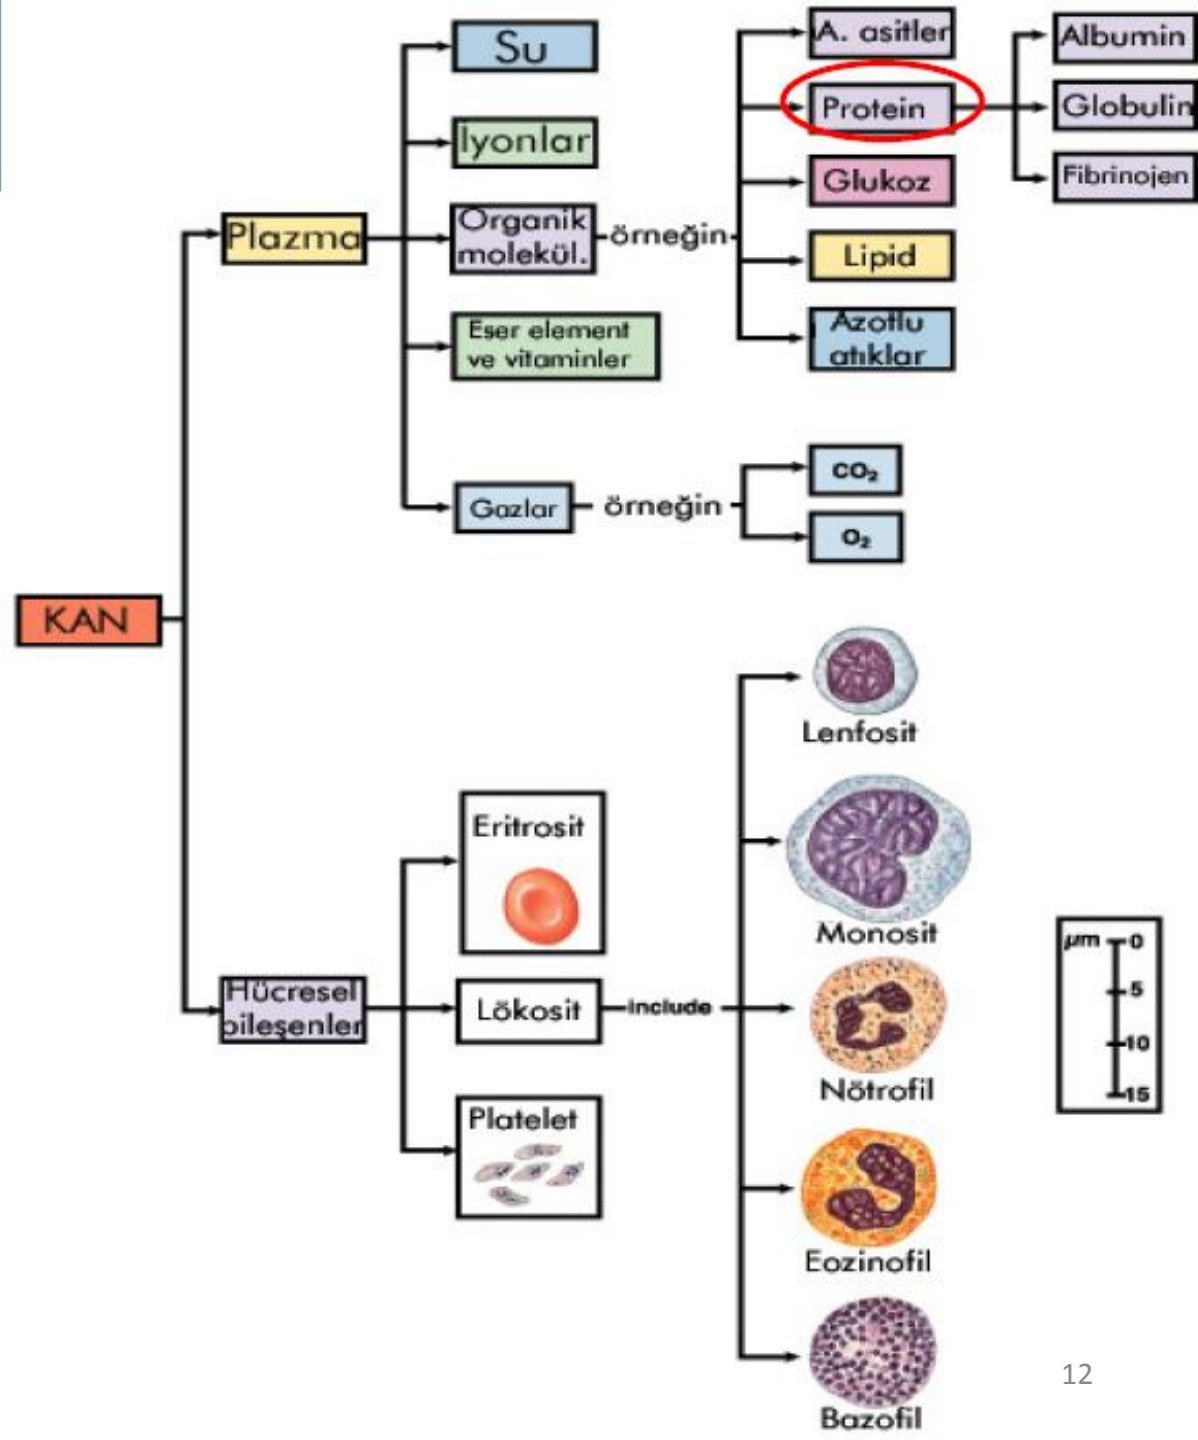 KAN
Plazma
Su
İyonlar
Organik
molekül.
örneğin
A. asitler
Protein
Albumin
Globulin
Fibrinojen
Glukoz
Lipid
Azotlu
atıklar
Eser element
ve vitaminler
Gazlar
örneğin
CO₂
O₂
Hücresel
bileşenler
Eritrosit
Lökosit
include
Platelet
Lenfosit
Monosit
Nötrofil
Eozinofil
Bazofil
µm 0
5
10
15
12